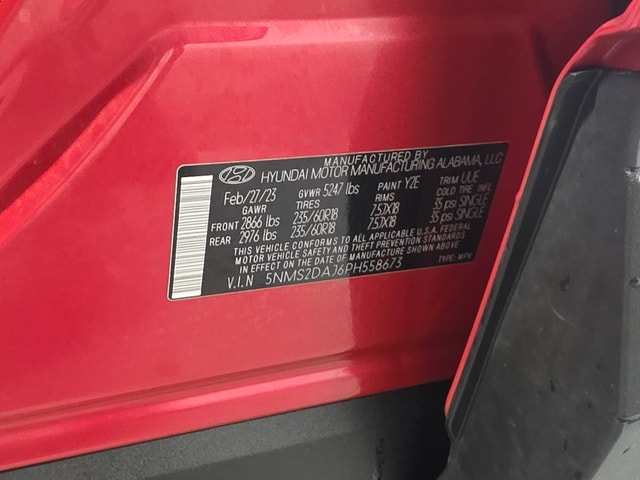 MANUFACTURED BY
HYUNDAI MOTOR MANUFACTURING ALABAMA, LLC
Feb/27/23 GVWR 5247 lbs PAINT Y2E TRIM UUE
GAWR TIRES RIMS COLD TIRE INFL
FRONT 2866 lbs 235/60R18 7.5JX18 35 psi SINGLE
REAR 2976 lbs 235/60R18 7.5JX18 35 psi SINGLE
THIS VEHICLE CONFORMS TO ALL APPLICABLE U.S.A. FEDERAL
MOTOR VEHICLE SAFETY AND THEFT PREVENTION STANDARDS
IN EFFECT ON THE DATE OF MANUFACTURE SHOWN ABOVE.
V.I.N 5NMS2DAJ6PH558673 TYPE: MPV